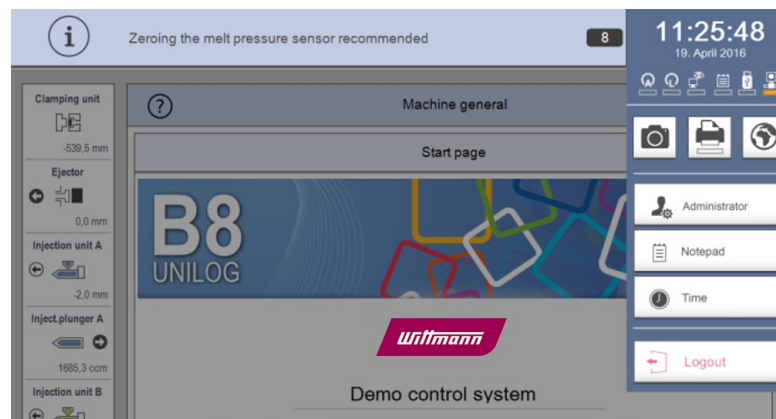 Zeroing the melt pressure sensor recommended
8
11:25:48
19. April 2016
Clamping unit
-539,5 mm
Ejector
0,0 mm
Injection unit A
-2,0 mm
Inject.plunger A
1685,3 ccm
Injection unit B
?
Machine general
Start page
B8
UNILOG
Wittmann
Demo control system
Administrator
Notepad
Time
Logout